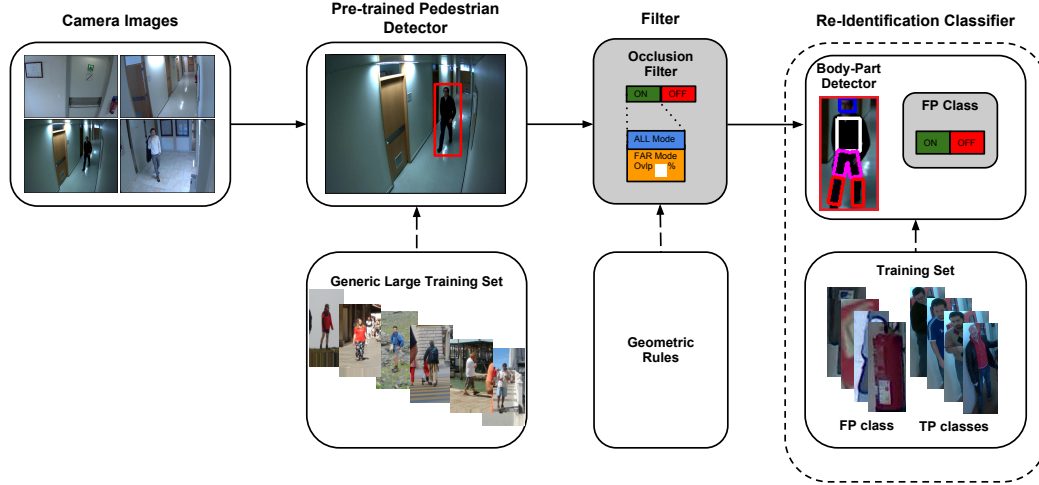 Camera Images
Pre-trained Pedestrian
Detector
Filter
Re-Identification Classifier
Occlusion
Filter
ON
OFF
ALL Mode
FAR Mode
Ovlp %
Body-Part
Detector
FP Class
ON
OFF
Generic Large Training Set
Geometric
Rules
Training Set
FP class
TP classes